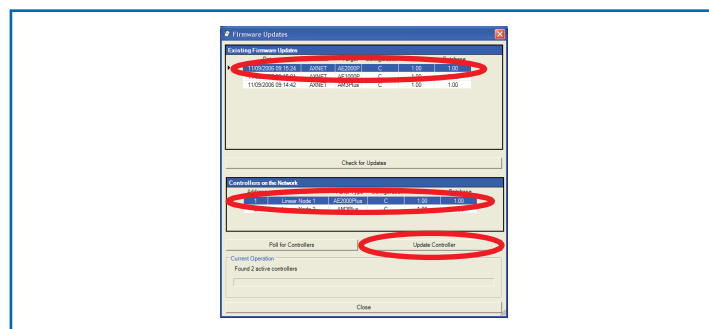 Firmware Updates
Existing Firmware Updates
11/09/2006 09:15:24 AXNET AE2000P C 1.00 1.00
AXNET AE1000P C 1.00
11/09/2006 09:14:42 AXNET AM3Plus C 1.00 1.00
Check for Updates
Controllers on the Network
1 Linear Node 1 AE2000Plus C 1.00 1.00
Poll for Controllers Update Controller
Current Operation
Found 2 active controllers
Close